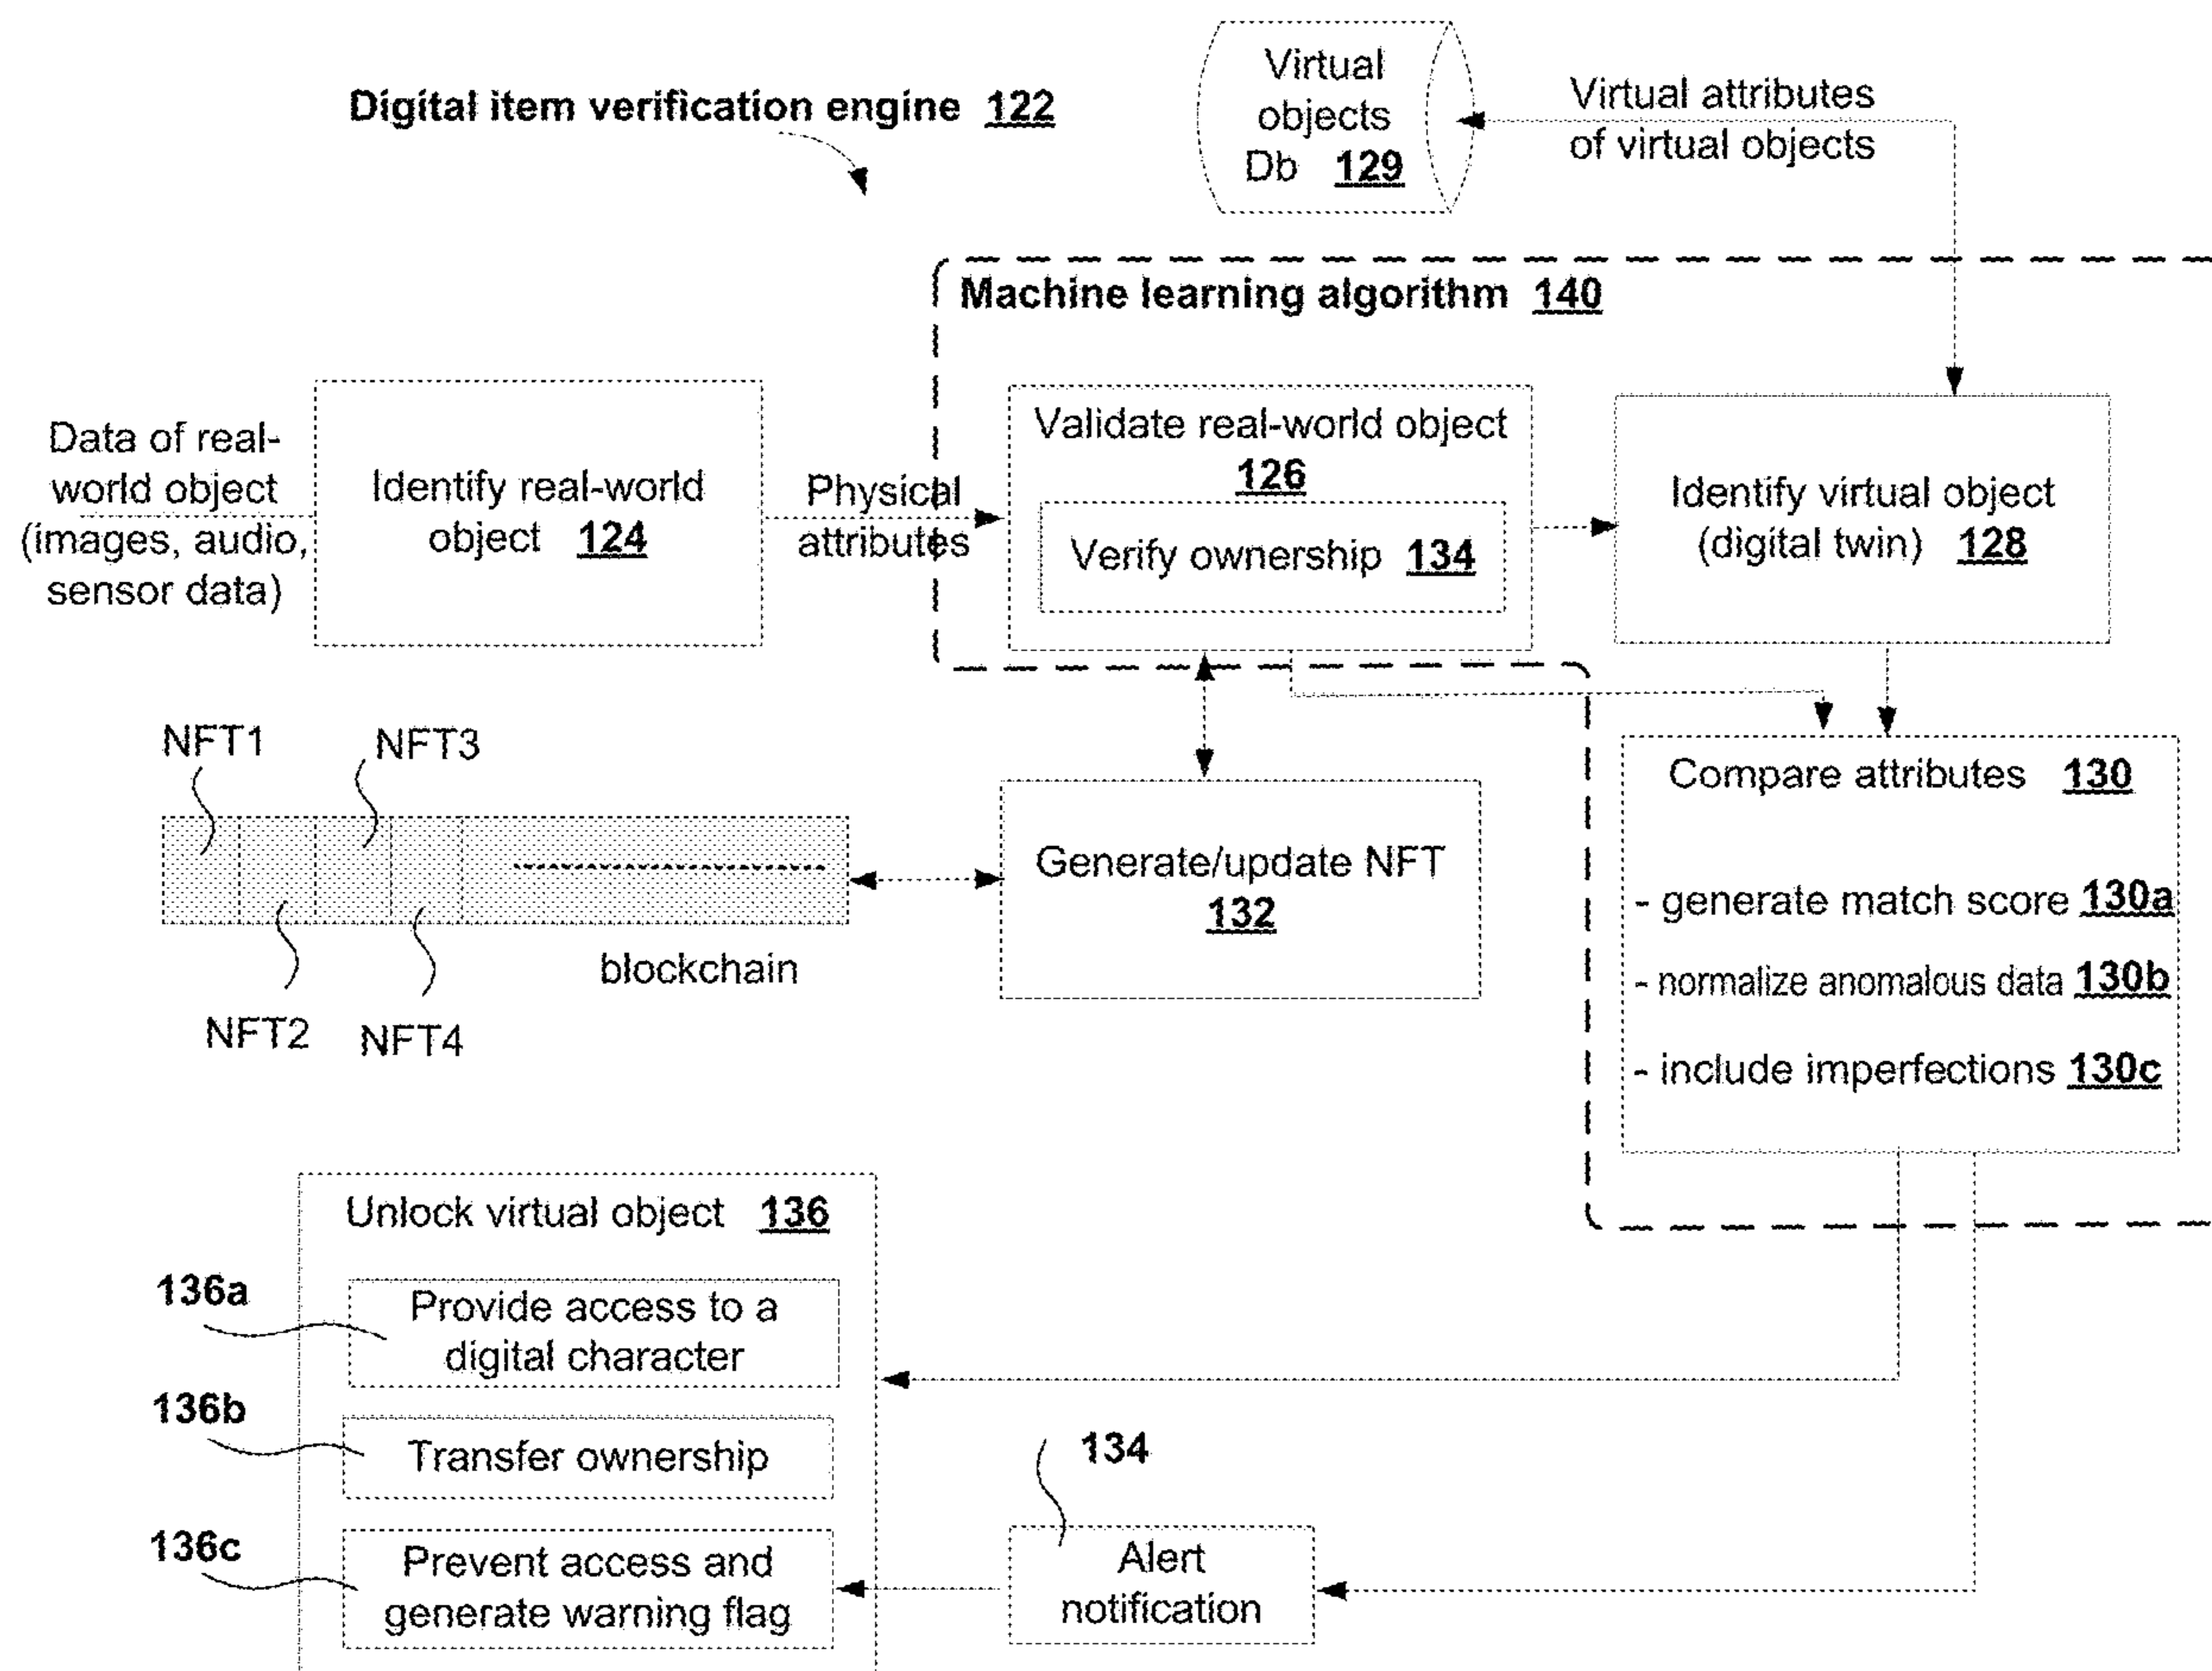 Digital item verification engine 122
Virtual
objects
Db 129
Virtual attributes
of virtual objects
Machine learning algorithm 140
Data of real-
world object
(images, audio,
sensor data)
Identify real-world
object 124
Physical
attributes
Validate real-world object
126
Verify ownership 134
Identify virtual object
(digital twin) 128
NFT1
NFT3
NFT2
NFT4
blockchain
Generate/update NFT
132
Compare attributes 130
- generate match score 130a
- normalize anomalous data 130b
- include imperfections 130c
Unlock virtual object 136
136a
Provide access to a
digital character
136b
Transfer ownership
136c
Prevent access and
generate warning flag
134
Alert
notification